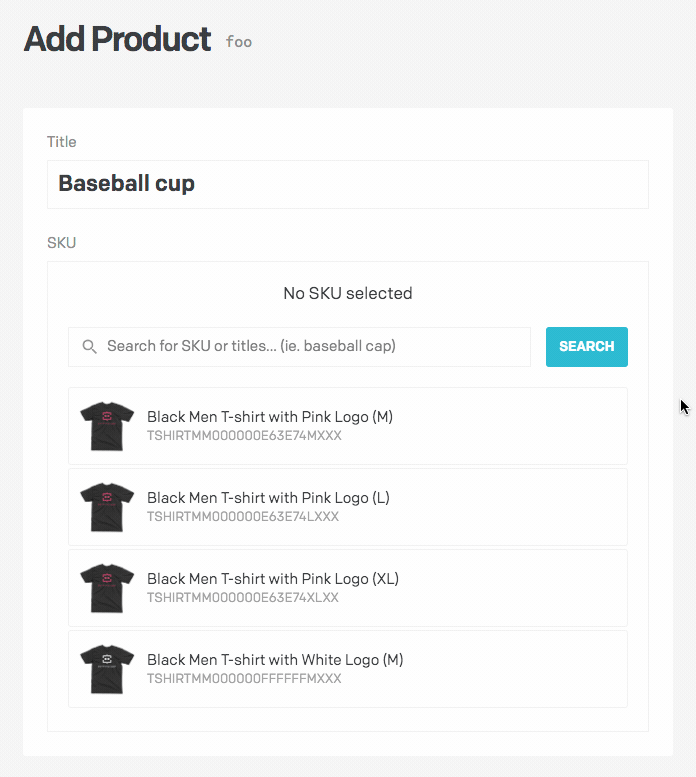 Add Product foo
Title
Baseball cup
SKU
No SKU selected
Search for SKU or titles... (ie. baseball cap)
SEARCH
Black Men T-shirt with Pink Logo (M)
TSHIRTMM000000E63E74MXXX
Black Men T-shirt with Pink Logo (L)
TSHIRTMM000000E63E74LXXX
Black Men T-shirt with Pink Logo (XL)
TSHIRTMM000000E63E74XLXX
Black Men T-shirt with White Logo (M)
TSHIRTMM000000FFFFFFMXXX